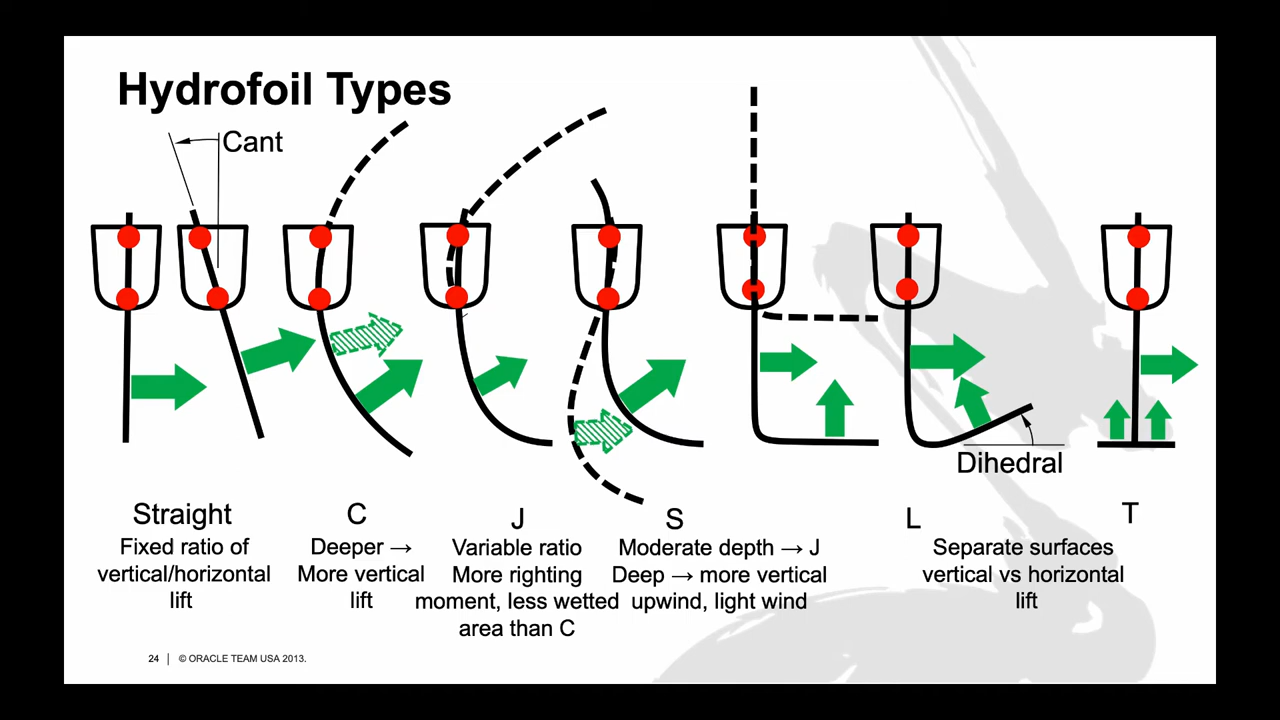 Hydrofoil Types
Cant
Dihedral
Straight
Fixed ratio of
vertical/horizontal
lift
C
Deeper →
More vertical
lift
J
Variable ratio
More righting
moment, less wetted
area than C
S
Moderate depth → J
Deep → more vertical
upwind, light wind
L
T
Separate surfaces
vertical vs horizontal
lift
24 | © ORACLE TEAM USA 2013.